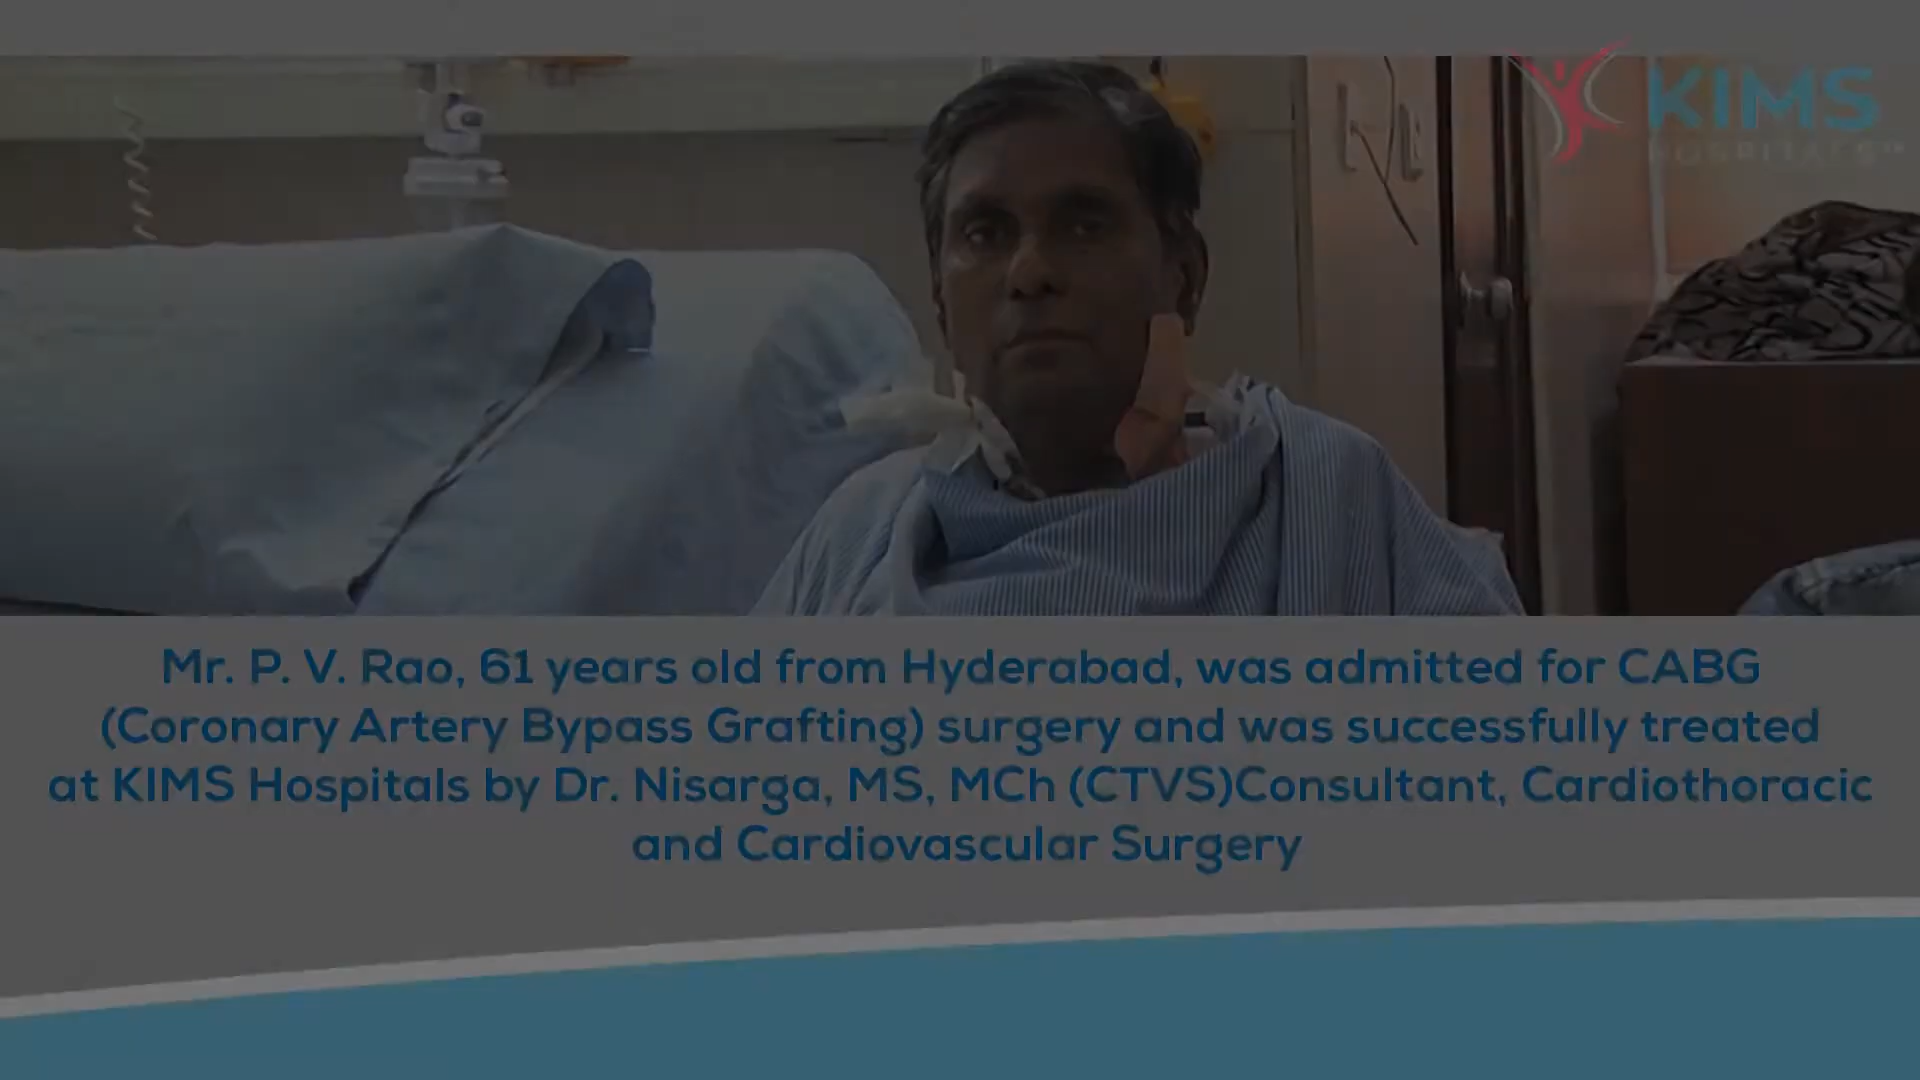 KIMS
HOSPITALS
Mr. P. V. Rao, 61 years old from Hyderabad, was admitted for CABG
(Coronary Artery Bypass Grafting) surgery and was successfully treated
at KIMS Hospitals by Dr. Nisarga, MS, MCh (CTVS)Consultant, Cardiothoracic
and Cardiovascular Surgery